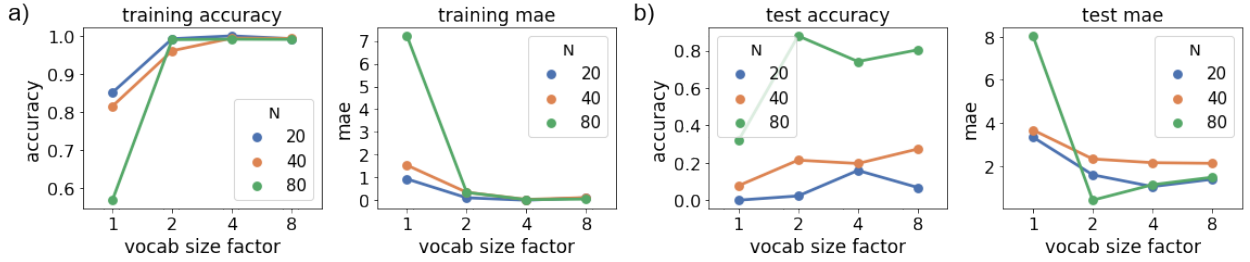 a)
training accuracy
accuracy
1.0
0.9
0.8
0.7
0.6
N
20
40
80
1 2 4 8
vocab size factor
training mae
mae
7
6
5
4
3
2
1
0
N
20
40
80
1 2 4 8
vocab size factor
b)
test accuracy
accuracy
0.8
0.6
0.4
0.2
0.0
N
20
40
80
1 2 4 8
vocab size factor
test mae
mae
8
6
4
2
N
20
40
80
1 2 4 8
vocab size factor